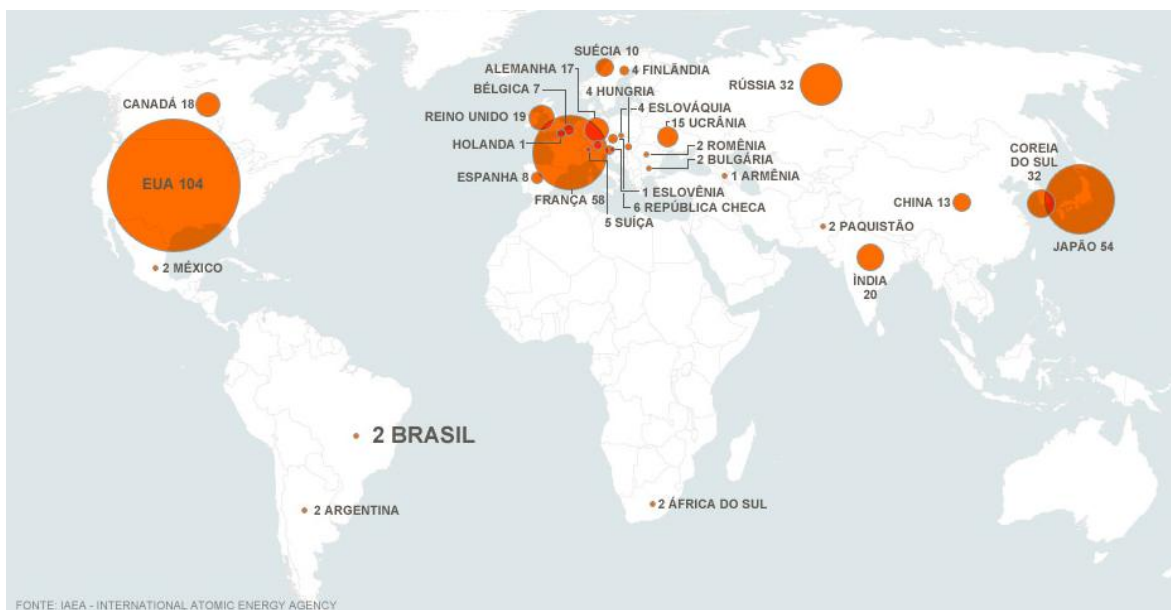 SUÉCIA 10
ALEMANHA 17
4 FINLÂNDIA
BÉLGICA 7
4 HUNGRIA
RÚSSIA 32
CANADÁ 18
4 ESLOVÁQUIA
REINO UNIDO 19
15 UCRÂNIA
HOLANDA 1
2 ROMÊNIA
2 BULGÁRIA
COREIA
DO SUL
32
EUA 104
ESPANHA 8
1 ARMÊNIA
1 ESLOVÊNIA
FRANÇA 58
6 REPÚBLICA CHECA
CHINA 13
5 SUÍÇA
2 PAQUISTÃO
JAPÃO 54
2 MÉXICO
ÍNDIA
20
2 BRASIL
2 ARGENTINA
2 ÁFRICA DO SUL
FONTE: IAEA - INTERNATIONAL ATOMIC ENERGY AGENCY